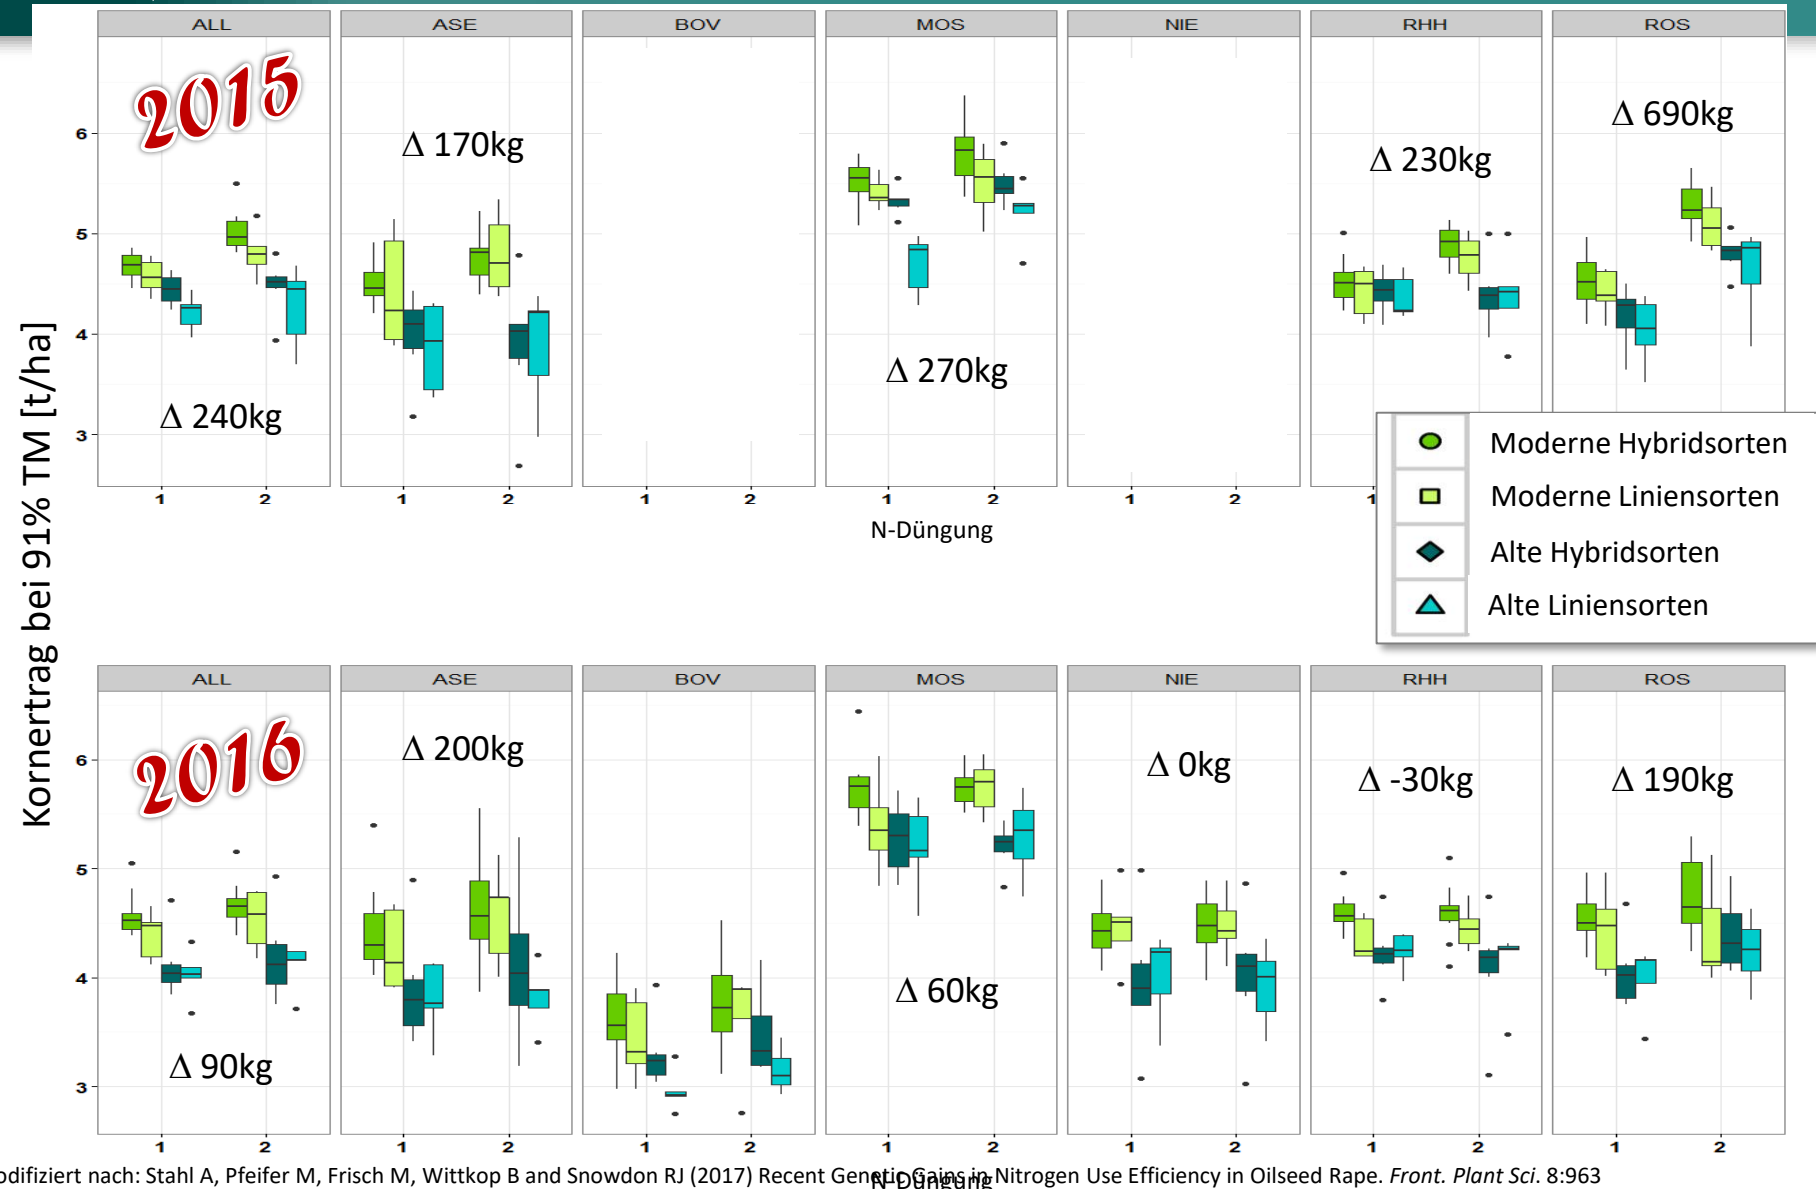 ALL ASE BOV MOS NIE RHH ROS
2015
Δ 170kg
Δ 230kg
Δ 690kg
Δ 240kg
Δ 270kg
6
5
4
3
1 2 1 2 1 2 1 2 1 2 1
N-Düngung
Kornertrag bei 91% TM [t/ha]
Moderne Hybridsorten
Moderne Liniensorten
Alte Hybridsorten
Alte Liniensorten
ALL ASE BOV MOS NIE RHH ROS
2016
Δ 200kg
Δ 0kg
Δ -30kg
Δ 190kg
Δ 60kg
Δ 90kg
6
5
4
3
1 2 1 2 1 2 1 2 1 2 1 2 1 2
N-Düngung
odifiziert nach: Stahl A, Pfeifer M, Frisch M, Wittkop B and Snowdon RJ (2017) Recent Genetic Gains in Nitrogen Use Efficiency in Oilseed Rape. Front. Plant Sci. 8:963